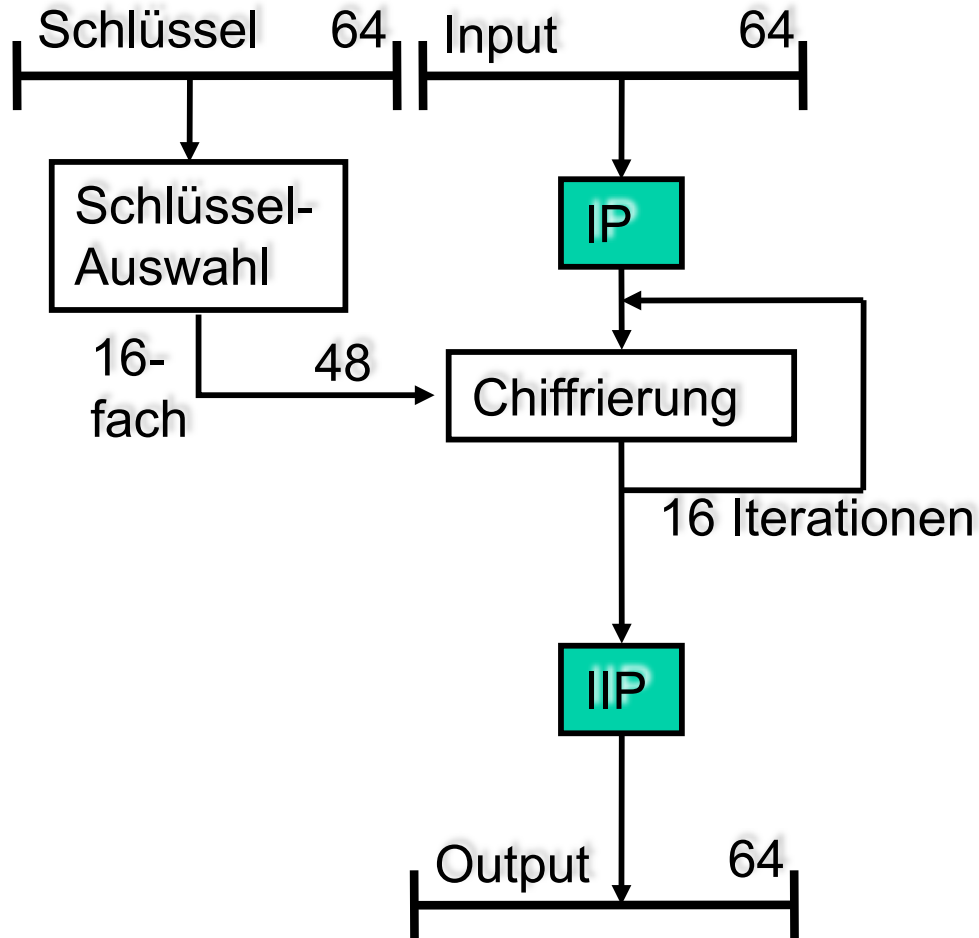 Schlüssel 64
Input 64
Schlüssel-
Auswahl
IP
16-
fach
48
Chiffrierung
16 Iterationen
IIP
Output 64